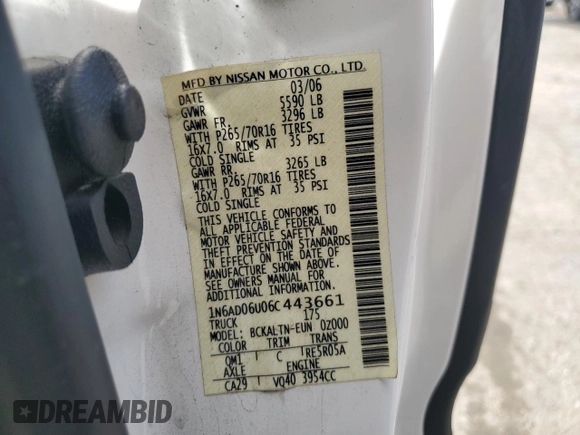 MFD BY NISSAN MOTOR CO., LTD.
DATE 03/06
GVWR 5590 LB
GAWR FR. 3296 LB
WITH P265/70R16 TIRES
16X7.0 RIMS AT 35 PSI
COLD SINGLE
GAWR RR. 3265 LB
WITH P265/70R16 TIRES
16X7.0 RIMS AT 35 PSI
COLD SINGLE
THIS VEHICLE CONFORMS TO
ALL APPLICABLE FEDERAL
MOTOR VEHICLE SAFETY AND
THEFT PREVENTION STANDARDS
IN EFFECT ON THE DATE OF
MANUFACTURE SHOWN ABOVE.
SEE OWNERS MANUAL FOR
ADDITIONAL INFORMATION
1N6AD06U06C443661
TRUCK 175
MODEL: BCKALTN-EUN 0Z000
COLOR TRIM TRANS
QM1 C RE5R05A
AXLE ENGINE
CA29 VQ40 3954CC
DREAMBID